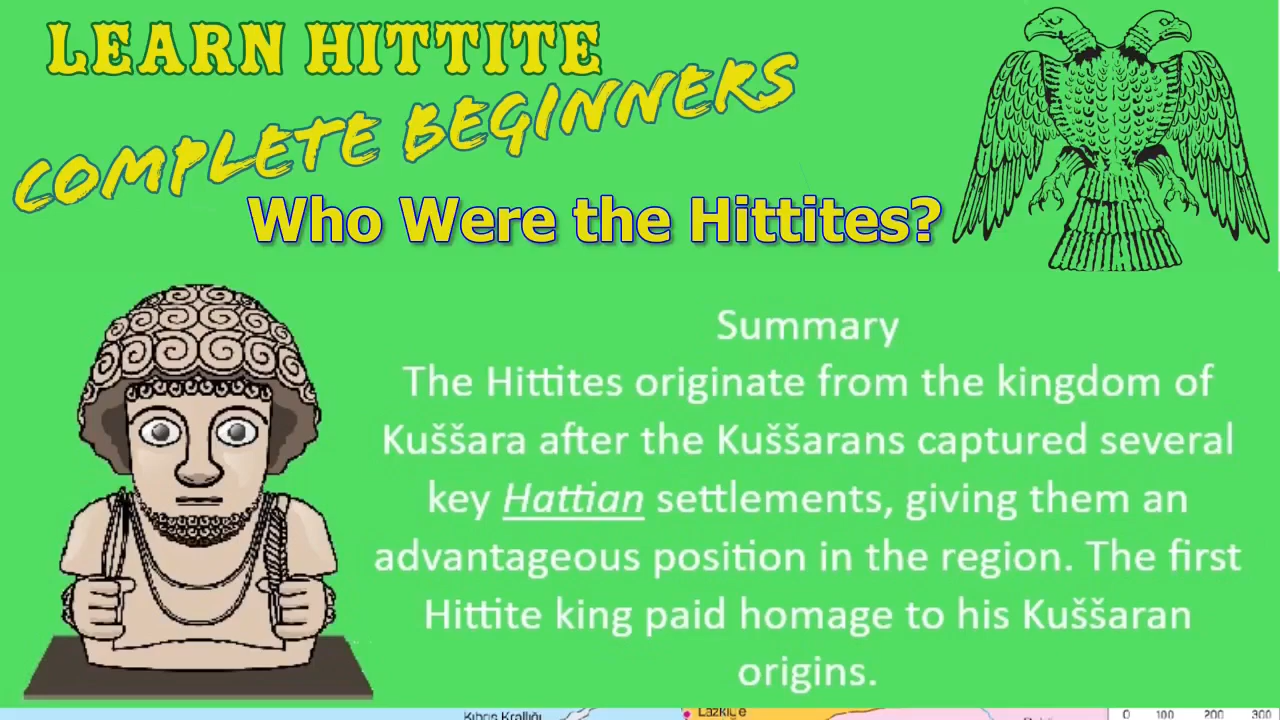 LEARN HITTITE
COMPLETE BEGINNERS
Who Were the Hittites?
Summary
The Hittites originate from the kingdom of
Kuššara after the Kuššarans captured several
key Hattian settlements, giving them an
advantageous position in the region. The first
Hittite king paid homage to his Kuššaran
origins.
Kıbrıs Krallığı
Lazkiye
0 100 200 300